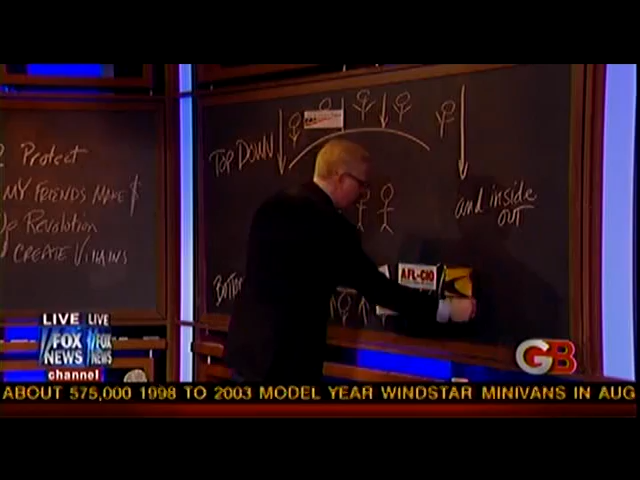 Protect
MY FRIENDS MAKE $
Revolution
CREATE VILLAINS
TOP DOWN
and inside
OUT
AFL-CIO
LIVE LIVE
FOX NEWS
FOX NEWS
channel
GB
ABOUT 575,000 1998 TO 2003 MODEL YEAR WINDSTAR MINIVANS IN AUG